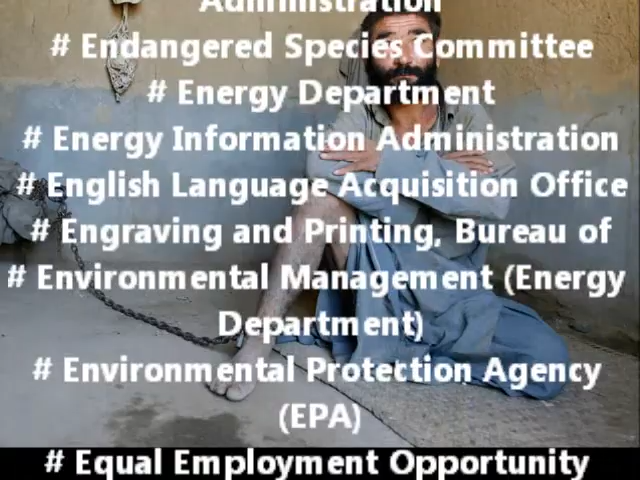 Administration
# Endangered Species Committee
# Energy Department
# Energy Information Administration
# English Language Acquisition Office
# Engraving and Printing, Bureau of
# Environmental Management (Energy
Department)
# Environmental Protection Agency
(EPA)
# Equal Employment Opportunity